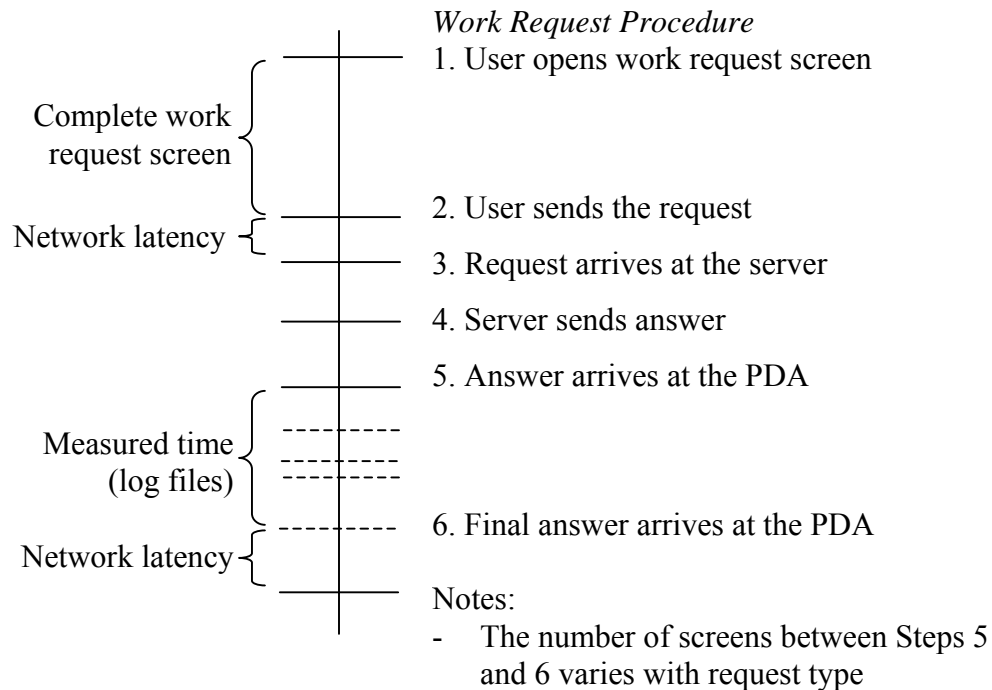 Work Request Procedure
1. User opens work request screen
Complete work
request screen
2. User sends the request
Network latency
3. Request arrives at the server
4. Server sends answer
5. Answer arrives at the PDA
Measured time
(log files)
6. Final answer arrives at the PDA
Network latency
Notes:
- The number of screens between Steps 5
and 6 varies with request type